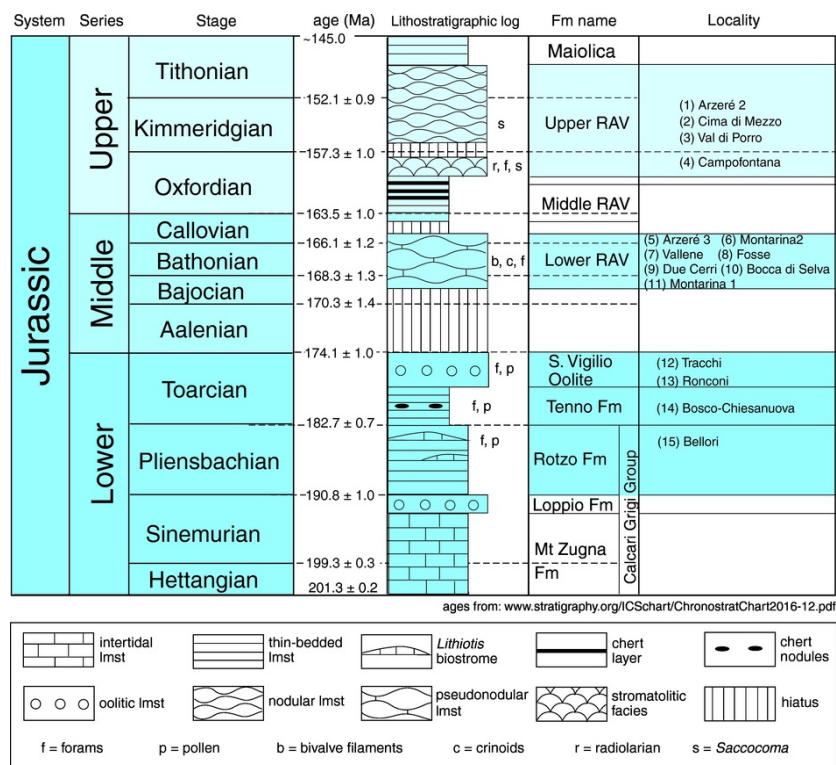 System Series Stage age (Ma) Lithostratigraphic log Fm name Locality
Jurassic
Upper
Middle
Lower
Tithonian
Kimmeridgian
Oxfordian
Callovian
Bathonian
Bajocian
Aalenian
Toarcian
Pliensbachian
Sinemurian
Hettangian
~145.0
152.1 ± 0.9
157.3 ± 1.0
163.5 ± 1.0
166.1 ± 1.2
168.3 ± 1.3
170.3 ± 1.4
174.1 ± 1.0
182.7 ± 0.7
190.8 ± 1.0
199.3 ± 0.3
201.3 ± 0.2
s
r, f, s
b, c, f
f, p
f, p
f, p
Maiolica
Upper RAV
Middle RAV
Lower RAV
S. Vigilio
Oolite
Tenno Fm
Rotzo Fm
Loppio Fm
Mt Zugna
Fm
Calcari Grigi Group
(1) Arzeré 2
(2) Cima di Mezzo
(3) Val di Porro
(4) Campofontana
(5) Arzeré 3 (6) Montarina2
(7) Vallene (8) Fosse
(9) Due Cerri (10) Bocca di Selva
(11) Montarina 1
(12) Tracchi
(13) Ronconi
(14) Bosco-Chiesanuova
(15) Bellori
ages from: www.stratigraphy.org/ICSchart/ChronostratChart2016-12.pdf
intertidal
lmst
thin-bedded
lmst
Lithiotis
biostrome
chert
layer
chert
nodules
oolitic lmst
nodular lmst
pseudonodular
lmst
stromatolitic
facies
hiatus
f = forams p = pollen b = bivalve filaments c = crinoids r = radiolarian s = Saccocoma